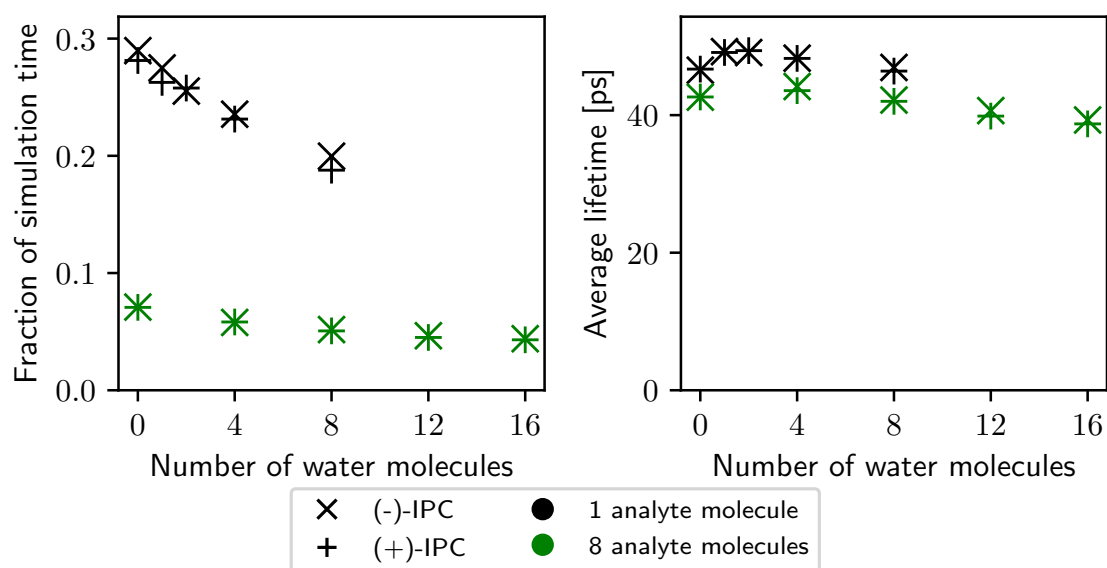 Fraction of simulation time
0.3
0.2
0.1
0.0
0 4 8 12 16
Number of water molecules
Average lifetime [ps]
40
20
0
0 4 8 12 16
Number of water molecules
(-)-IPC
(+)-IPC
1 analyte molecule
8 analyte molecules